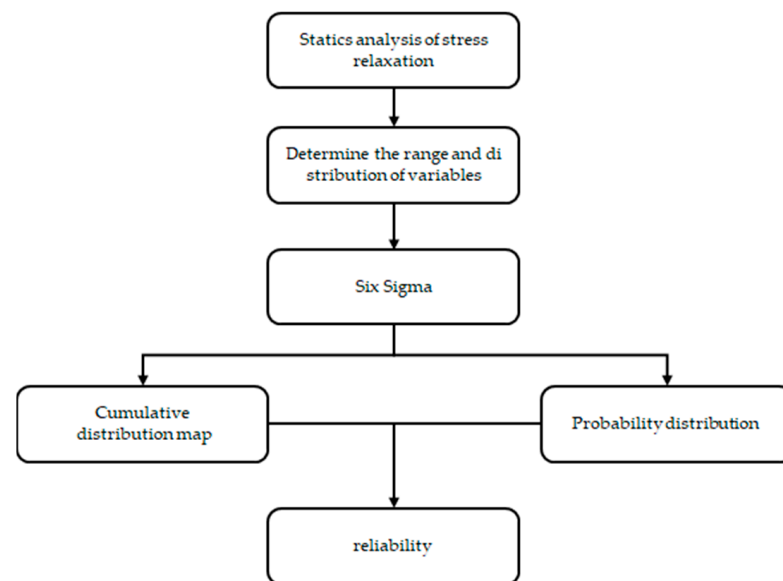 Statics analysis of stress
relaxation
Determine the range and di
stribution of variables
Six Sigma
Cumulative
distribution map
Probability distribution
reliability